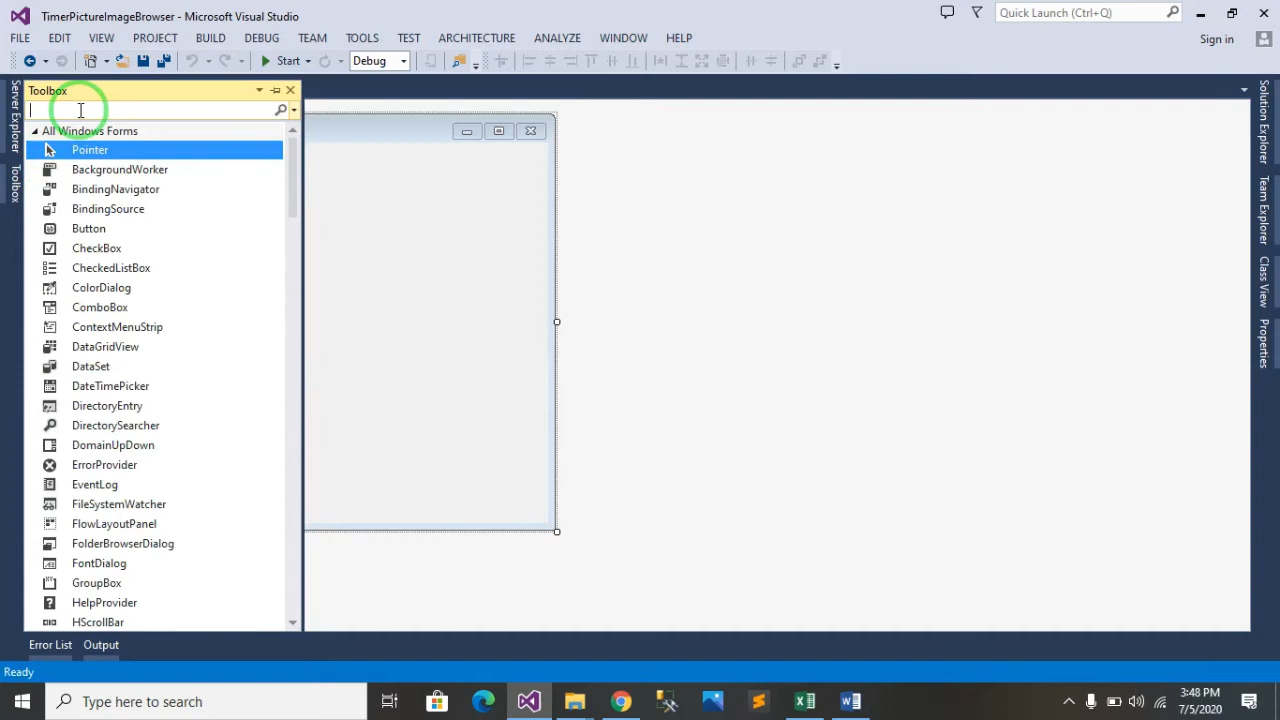 TimerPictureImageBrowser - Microsoft Visual Studio
Quick Launch (Ctrl+Q)
FILE EDIT VIEW PROJECT BUILD DEBUG TEAM TOOLS TEST ARCHITECTURE ANALYZE WINDOW HELP
Sign in
Start Debug
Toolbox
Server Explorer
Toolbox
All Windows Forms
Pointer
BackgroundWorker
BindingNavigator
BindingSource
Button
CheckBox
CheckedListBox
ColorDialog
ComboBox
ContextMenuStrip
DataGridView
DataSet
DateTimePicker
DirectoryEntry
DirectorySearcher
DomainUpDown
ErrorProvider
EventLog
FileSystemWatcher
FlowLayoutPanel
FolderBrowserDialog
FontDialog
GroupBox
HelpProvider
HScrollBar
Solution Explorer
Team Explorer
Class View
Properties
Error List Output
Ready
Type here to search
3:48 PM
7/5/2020